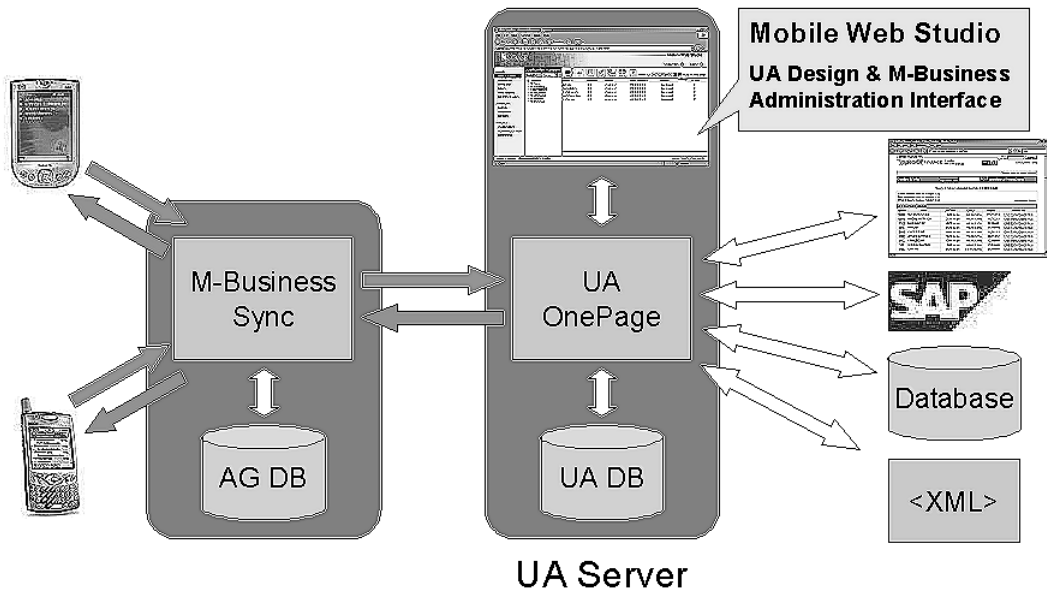 Mobile Web Studio
UA Design & M-Business
Administration Interface
M-Business
Sync
UA
OnePage
SAP
Database
AG DB
UA DB
<XML>
UA Server